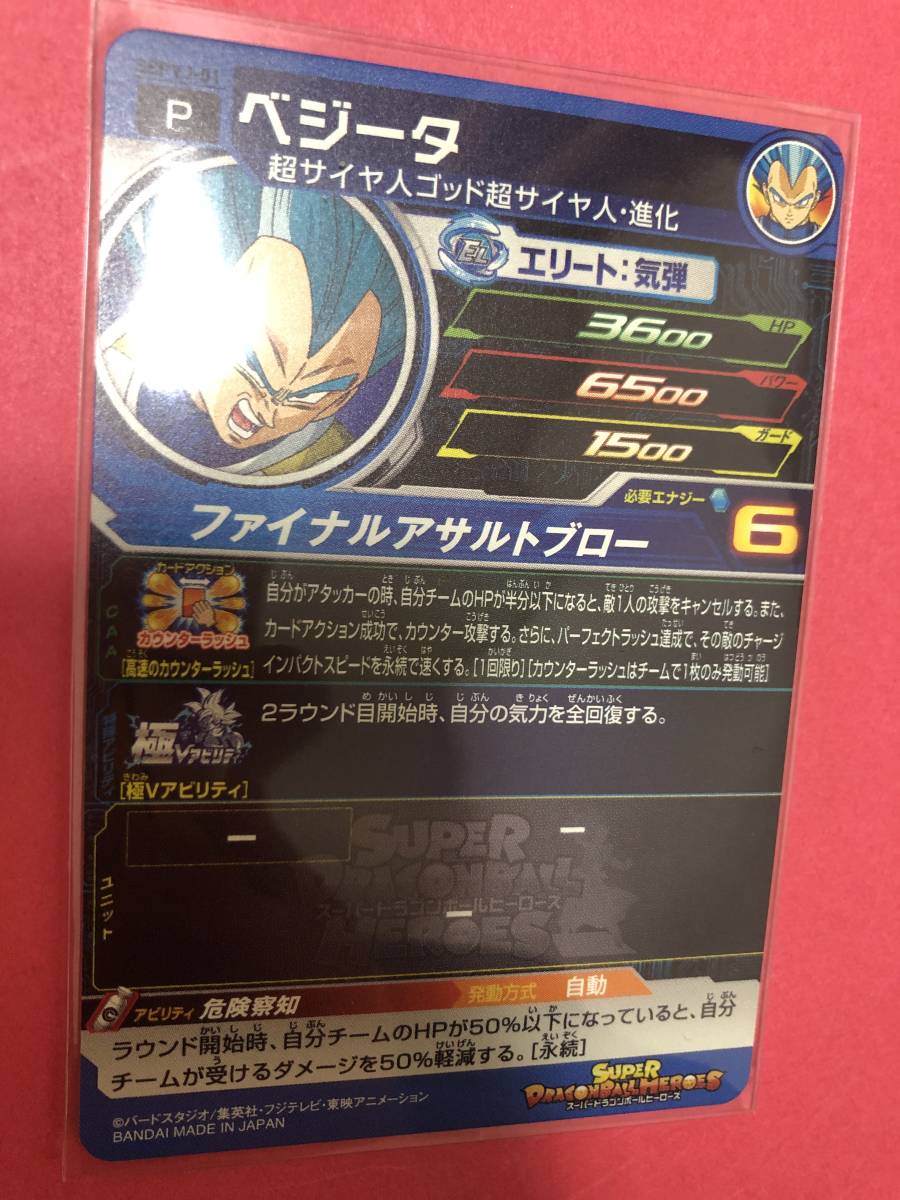 P
ベジータ
超サイヤ人ゴッド超サイヤ人・進化
EL
エリート：気弾
3600
HP
6500
パワー
1500
ガード
必要エナジー
6
ファイナルアサルトブロー
CAA
カードアクション
カウンターラッシュ
[高速のカウンターラッシュ]
自分がアタッカーの時、自分チームのHPが半分以下になると、敵1人の攻撃をキャンセルする。また、
カードアクション成功で、カウンター攻撃する。さらに、パーフェクトラッシュ達成で、その敵のチャージ
インパクトスピードを永続で速くする。[1回限り][カウンターラッシュはチームで1枚のみ発動可能]
極Vアビリティ
[極Vアビリティ]
2ラウンド目開始時、自分の気力を全回復する。
ユニット
SUPER
DRAGONBALL
スーパードラゴンボールヒーローズ
HEROES
アビリティ 危険察知
発動方式 自動
ラウンド開始時、自分チームのHPが50%以下になっていると、自分
チームが受けるダメージを50%軽減する。[永続]
SUPER
DRAGONBALL HEROES
スーパードラゴンボールヒーローズ
©バードスタジオ/集英社・フジテレビ・東映アニメーション
BANDAI MADE IN JAPAN